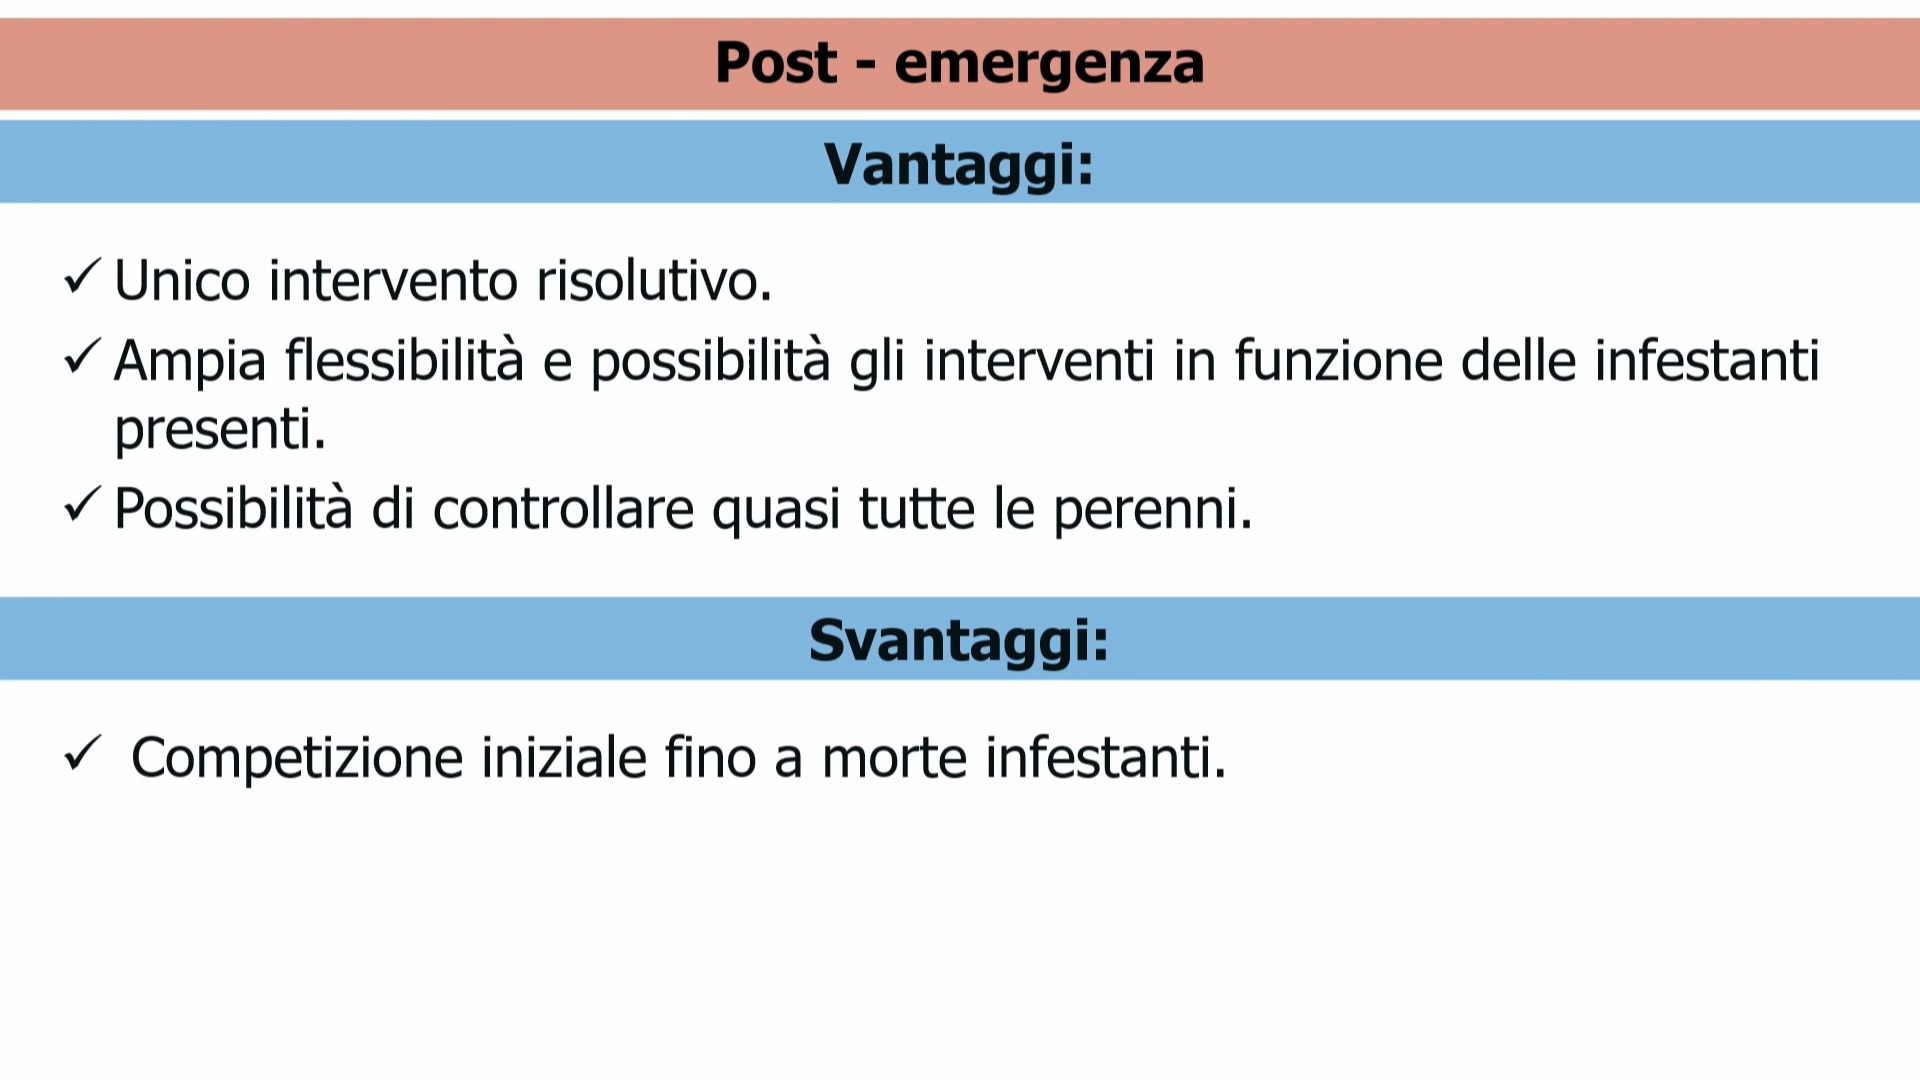 Post - emergenza
Vantaggi:
✓ Unico intervento risolutivo.
✓ Ampia flessibilità e possibilità gli interventi in funzione delle infestanti
presenti.
✓ Possibilità di controllare quasi tutte le perenni.
Svantaggi:
✓ Competizione iniziale fino a morte infestanti.